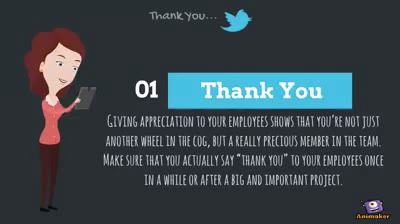 Thank You...
01
Thank You
Giving appreciation to your employees shows that you're not just
another wheel in the cog, but a really precious member in the team.
Make sure that you actually say "thank you" to your employees once
in a while or after a big and important project.
Animaker